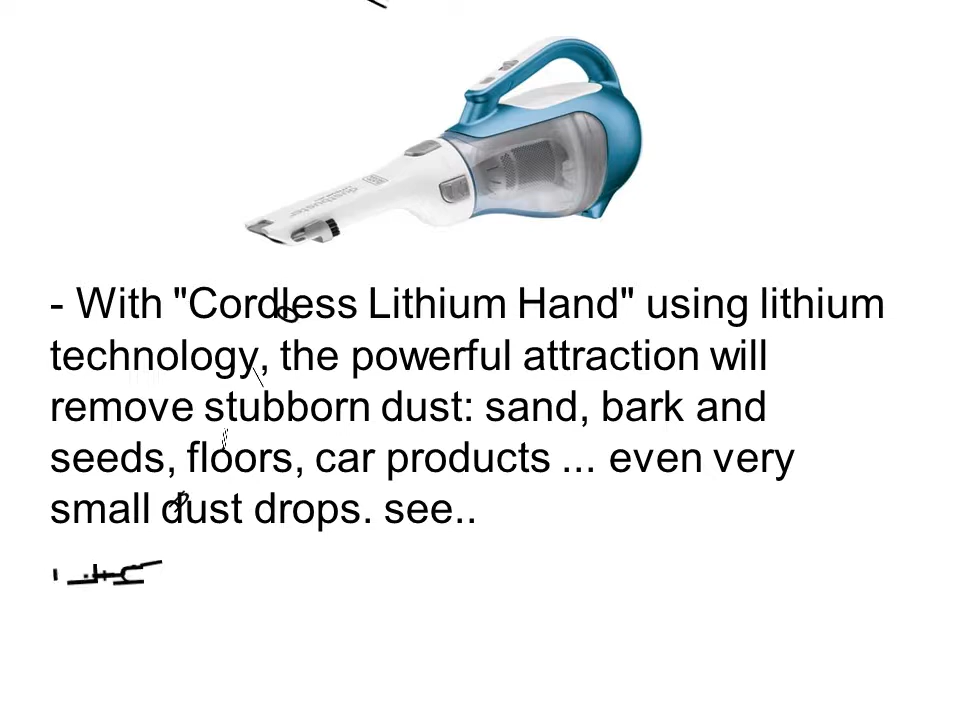 dustbuster
- With "Cordless Lithium Hand" using lithium
technology, the powerful attraction will
remove stubborn dust: sand, bark and
seeds, floors, car products ... even very
small dust drops. see..